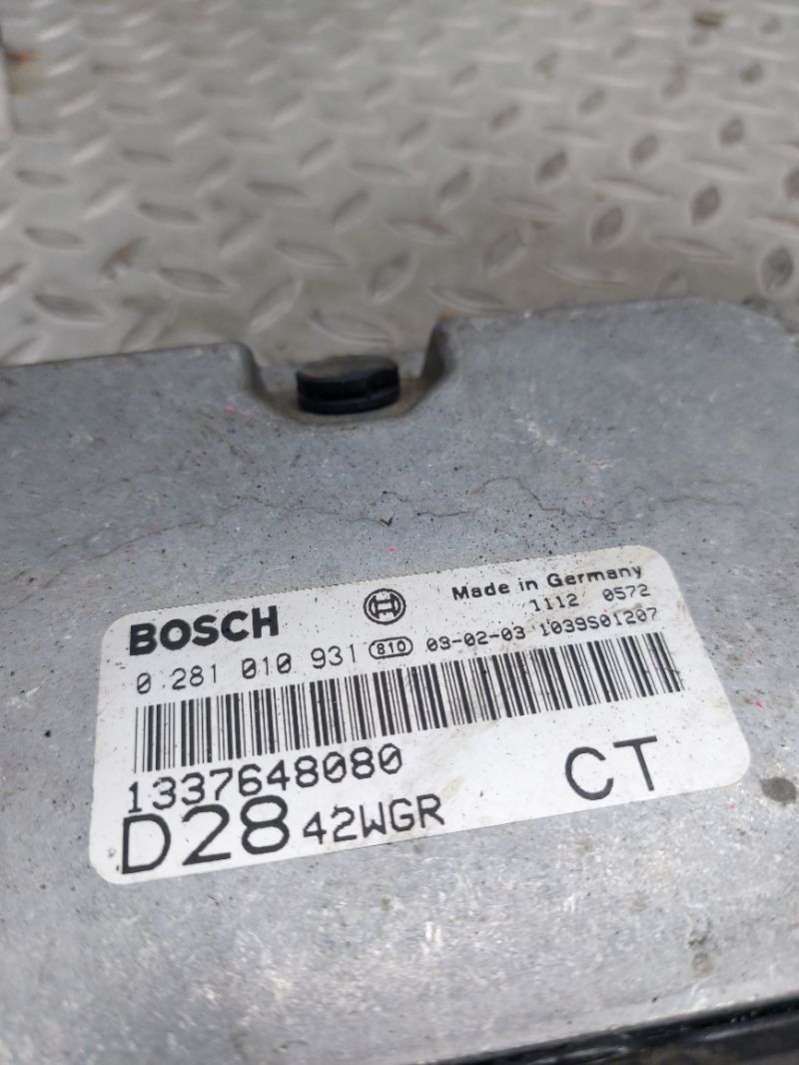 BOSCH Made in Germany
1112 0572
0 281 010 931 810 03-02-03 1039S01207
1337648080
D28 42WGR CT